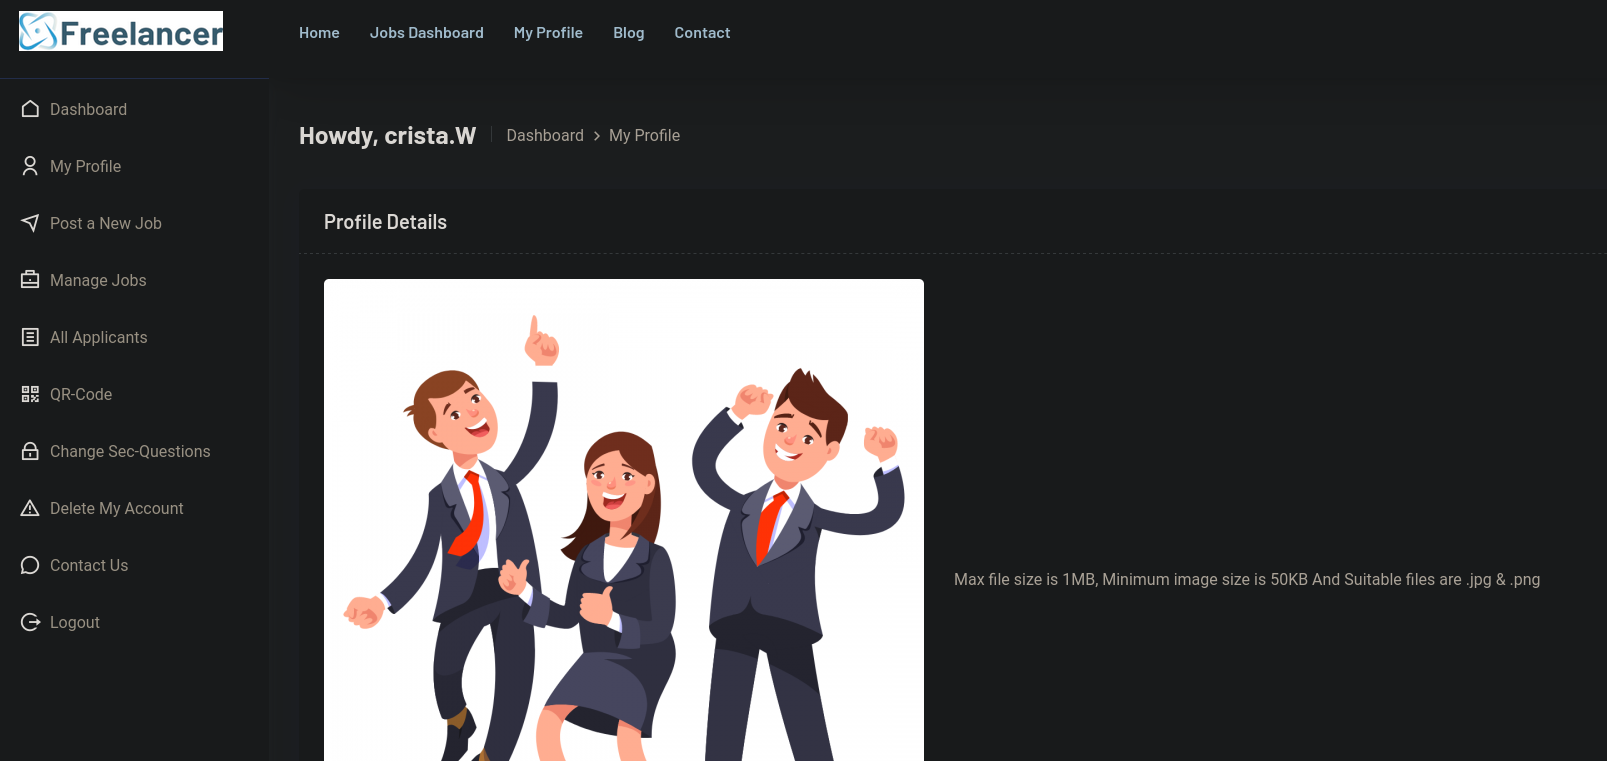 Freelancer
Home Jobs Dashboard My Profile Blog Contact
Dashboard
My Profile
Post a New Job
Manage Jobs
All Applicants
QR-Code
Change Sec-Questions
Delete My Account
Contact Us
Logout
Howdy, crista.W Dashboard > My Profile
Profile Details
Max file size is 1MB, Minimum image size is 50KB And Suitable files are .jpg & .png